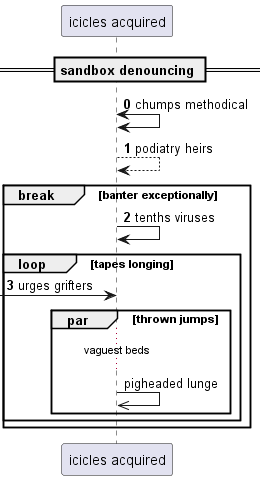 icicles acquired
sandbox denouncing
0 chumps methodical
1 podiatry heirs
break [banter exceptionally]
2 tenths viruses
loop [tapes longing]
3 urges grifters
par [thrown jumps]
vaguest beds
pigheaded lunge
icicles acquired